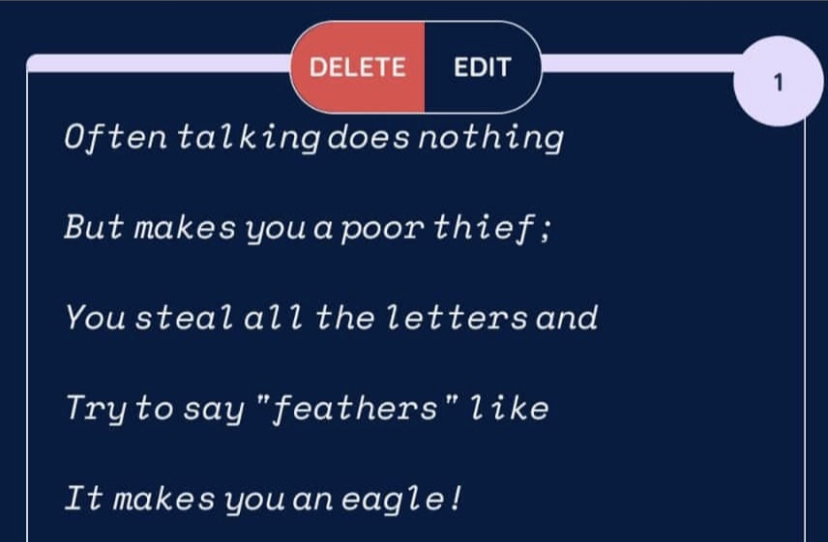 DELETE EDIT
1
Often talking does nothing
But makes you a poor thief;
You steal all the letters and
Try to say "feathers" like
It makes you an eagle!